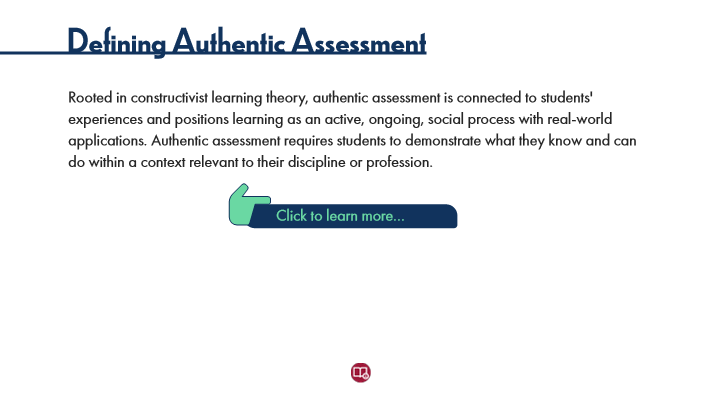 Defining Authentic Assessment
Rooted in constructivist learning theory, authentic assessment is connected to students'
experiences and positions learning as an active, ongoing, social process with real-world
applications. Authentic assessment requires students to demonstrate what they know and can
do within a context relevant to their discipline or profession.
Click to learn more...